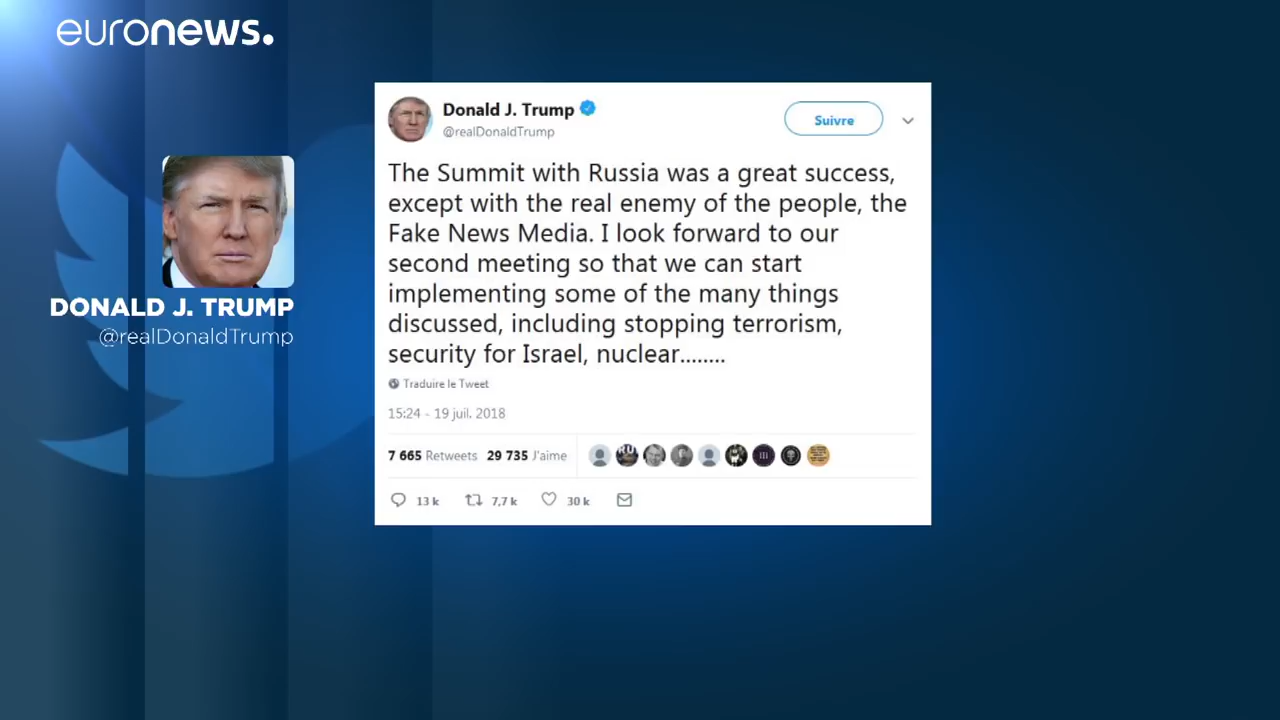 euronews.
DONALD J. TRUMP
@realDonaldTrump
Donald J. Trump
@realDonaldTrump
Suivre
The Summit with Russia was a great success,
except with the real enemy of the people, the
Fake News Media. I look forward to our
second meeting so that we can start
implementing some of the many things
discussed, including stopping terrorism,
security for Israel, nuclear........
Traduire le Tweet
15:24 - 19 juil. 2018
7 665 Retweets 29 735 J'aime
13 k 7,7 k 30 k